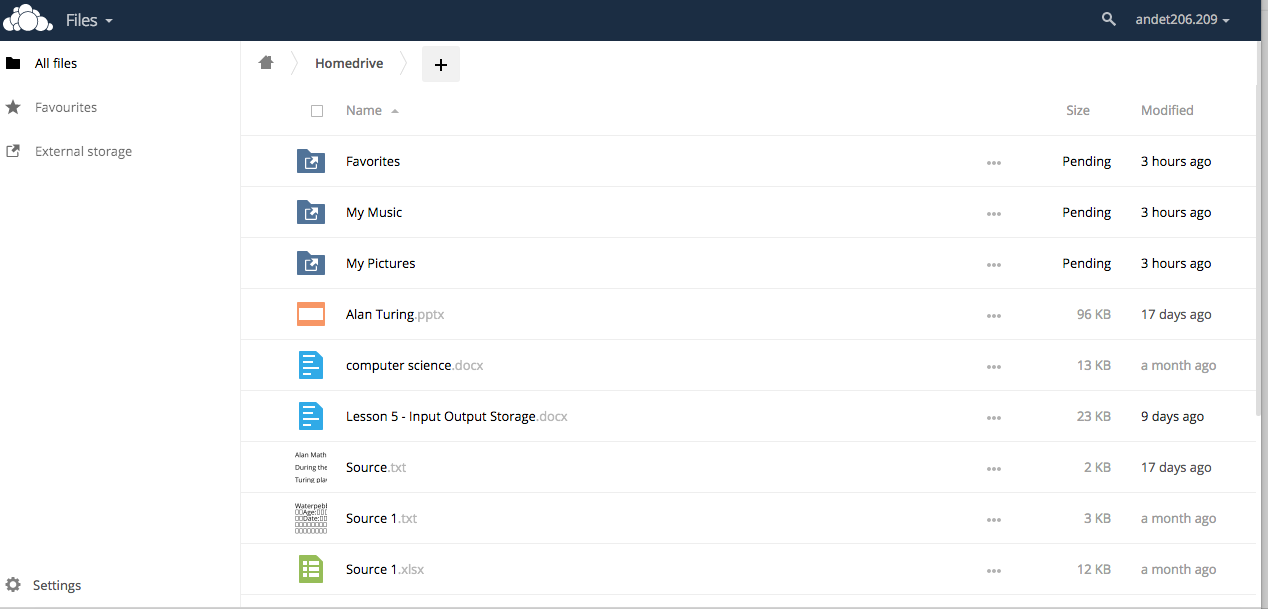 Files andet206.209
All files
Favourites
External storage
Settings
Homedrive +
Name Size Modified
Favorites ... Pending 3 hours ago
My Music ... Pending 3 hours ago
My Pictures ... Pending 3 hours ago
Alan Turing.pptx ... 96 KB 17 days ago
computer science.docx ... 13 KB a month ago
Lesson 5 - Input Output Storage.docx ... 23 KB 9 days ago
Alan Math
During the
Turing play
Source.txt ... 2 KB 17 days ago
Age:
Date:
Source 1.txt ... 3 KB a month ago
Source 1.xlsx ... 12 KB a month ago